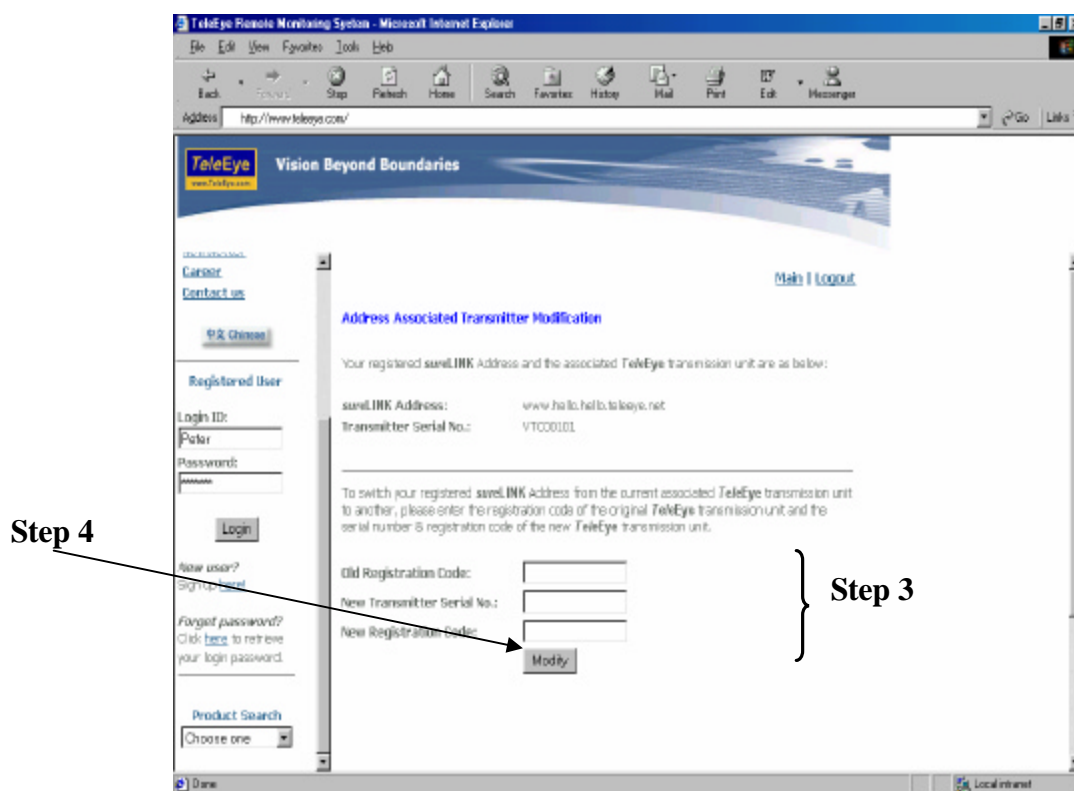 TeleEye Remote Monitoring System - Microsoft Internet Explorer
File Edit View Favorites Tools Help
Back Forward Stop Refresh Home Search Favorites History Mail Print Edit Messenger
Address http://www.teleeye.com/ Go Links
TeleEye Vision Beyond Boundaries
www.TeleEye.com
Career
Contact us
中文 Chinese
Registered User
Login ID:
Peter
Password:
Login
New user?
Sign up here!
Forget password?
Click here to retrieve
your login password.
Product Search
Choose one
Main | Logout
Address Associated Transmitter Modification
Your registered sureLINK Address and the associated TeleEye transmission unit are as below:
sureLINK Address: www.hello.hello.teleeye.net
Transmitter Serial No.: VTC00101
To switch your registered sureLINK Address from the current associated TeleEye transmission unit
to another, please enter the registration code of the original TeleEye transmission unit and the
serial number & registration code of the new TeleEye transmission unit.
Old Registration Code:
New Transmitter Serial No.:
New Registration Code:
Modify
Step 4
Step 3
Done
Local intranet